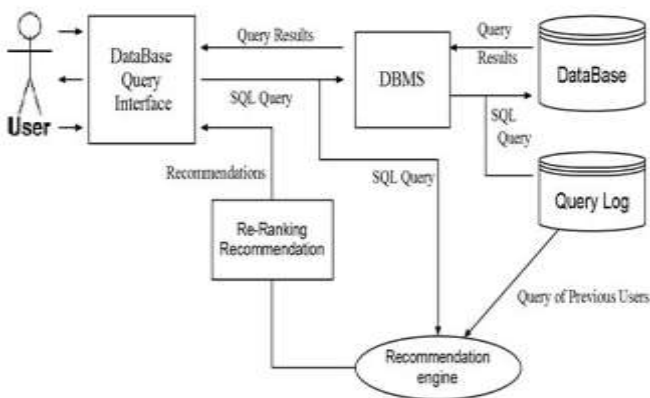 User
DataBase
Query
Interface
Query Results
SQL Query
DBMS
Query
Results
DataBase
SQL
Query
Query Log
Recommendations
SQL Query
Re-Ranking
Recommendation
Query of Previous Users
Recommendation
engine